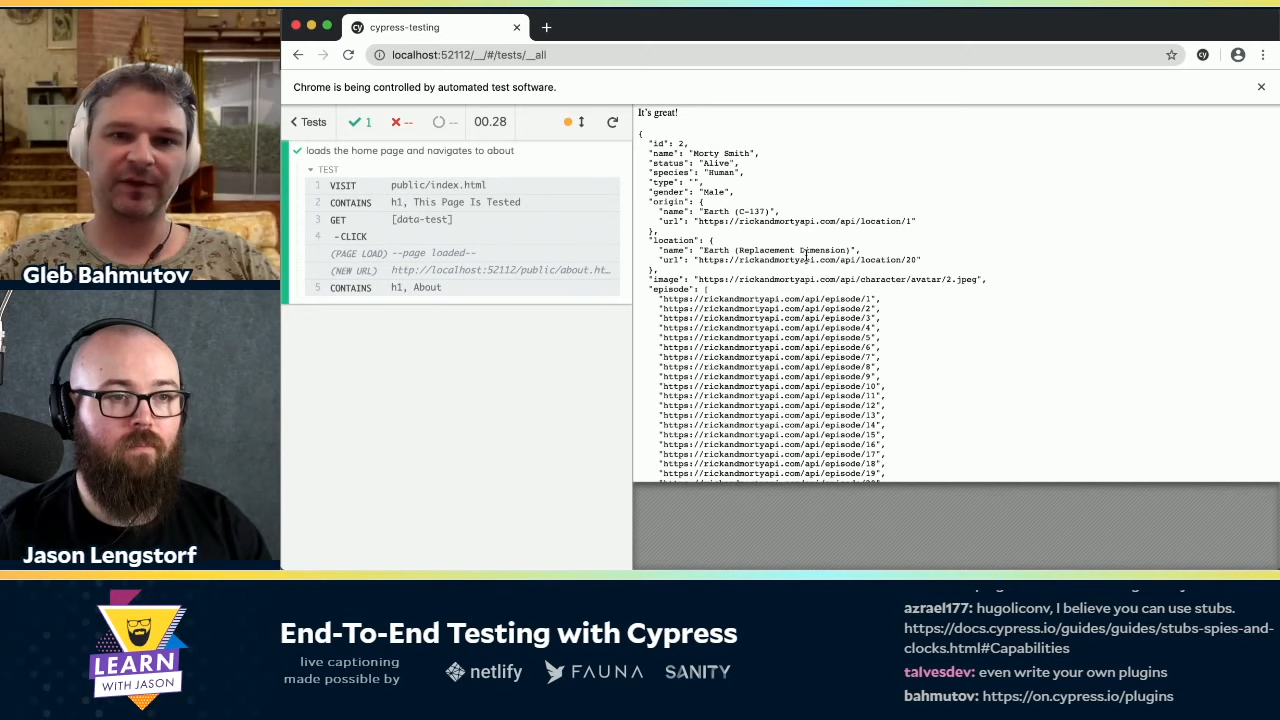 cypress-testing
localhost:52112/__/#/tests/__all
Chrome is being controlled by automated test software.
Tests
1
--
--
00.28
loads the home page and navigates to about
TEST
1 VISIT public/index.html
2 CONTAINS h1, This Page Is Tested
3 GET [data-test]
4 -CLICK
(PAGE LOAD) --page loaded--
(NEW URL) http://localhost:52112/public/about.ht…
5 CONTAINS h1, About
It's great!
{
"id": 2,
"name": "Morty Smith",
"status": "Alive",
"species": "Human",
"type": "",
"gender": "Male",
"origin": {
"name": "Earth (C-137)",
"url": "https://rickandmortyapi.com/api/location/1"
},
"location": {
"name": "Earth (Replacement Dimension)",
"url": "https://rickandmortyapi.com/api/location/20"
},
"image": "https://rickandmortyapi.com/api/character/avatar/2.jpeg",
"episode": [
"https://rickandmortyapi.com/api/episode/1",
"https://rickandmortyapi.com/api/episode/2",
"https://rickandmortyapi.com/api/episode/3",
"https://rickandmortyapi.com/api/episode/4",
"https://rickandmortyapi.com/api/episode/5",
"https://rickandmortyapi.com/api/episode/6",
"https://rickandmortyapi.com/api/episode/7",
"https://rickandmortyapi.com/api/episode/8",
"https://rickandmortyapi.com/api/episode/9",
"https://rickandmortyapi.com/api/episode/10",
"https://rickandmortyapi.com/api/episode/11",
"https://rickandmortyapi.com/api/episode/12",
"https://rickandmortyapi.com/api/episode/13",
"https://rickandmortyapi.com/api/episode/14",
"https://rickandmortyapi.com/api/episode/15",
"https://rickandmortyapi.com/api/episode/16",
"https://rickandmortyapi.com/api/episode/17",
"https://rickandmortyapi.com/api/episode/18",
"https://rickandmortyapi.com/api/episode/19",
Gleb Bahmutov
Jason Lengstorf
LEARN
WITH JASON
End-To-End Testing with Cypress
live captioning
made possible by
netlify
FAUNA
SANITY
azrael177: hugoliconv, I believe you can use stubs.
https://docs.cypress.io/guides/guides/stubs-spies-and-
clocks.html#Capabilities
talvesdev: even write your own plugins
bahmutov: https://on.cypress.io/plugins